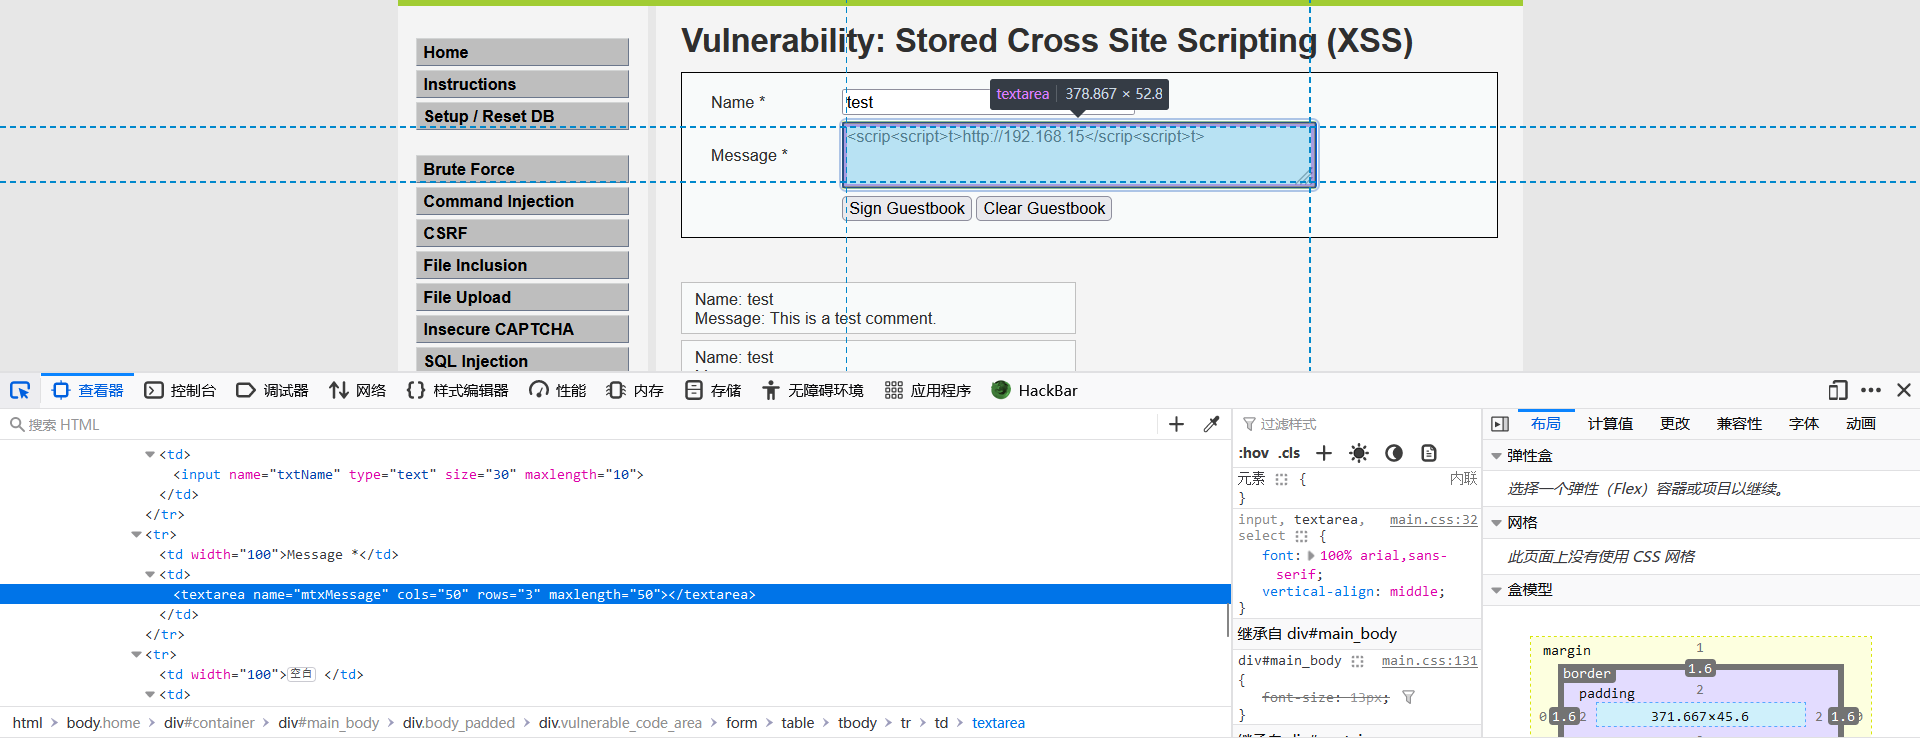 Vulnerability: Stored Cross Site Scripting (XSS)
Home
Instructions
Setup / Reset DB
Brute Force
Command Injection
CSRF
File Inclusion
File Upload
Insecure CAPTCHA
SQL Injection
Name *
test
textarea 378.867 × 52.8
Message *
<scrip<script>t>http://192.168.15</scrip<script>t>
Sign Guestbook Clear Guestbook
Name: test
Message: This is a test comment.
Name: test
查看器 控制台 调试器 网络 样式编辑器 性能 内存 存储 无障碍环境 应用程序 HackBar
搜索 HTML
<td>
<input name="txtName" type="text" size="30" maxlength="10">
</td>
</tr>
<tr>
<td width="100">Message *</td>
<td>
<textarea name="mtxMessage" cols="50" rows="3" maxlength="50"></textarea>
</td>
</tr>
<tr>
<td width="100">空白 </td>
<td>
html body.home div#container div#main_body div.body_padded div.vulnerable_code_area form table tbody tr td textarea
过滤样式
:hov .cls
元素 { 内联
}
input, textarea, main.css:32
select {
font: 100% arial,sans-
serif;
vertical-align: middle;
}
继承自 div#main_body
div#main_body main.css:131
{
font-size: 13px;
}
布局 计算值 更改 兼容性 字体 动画
弹性盒
选择一个弹性（Flex）容器或项目以继续。
网格
此页面上没有使用 CSS 网格
盒模型
margin 1
border 1.6
padding 2
0 1.6 2 371.667×45.6 2 1.6